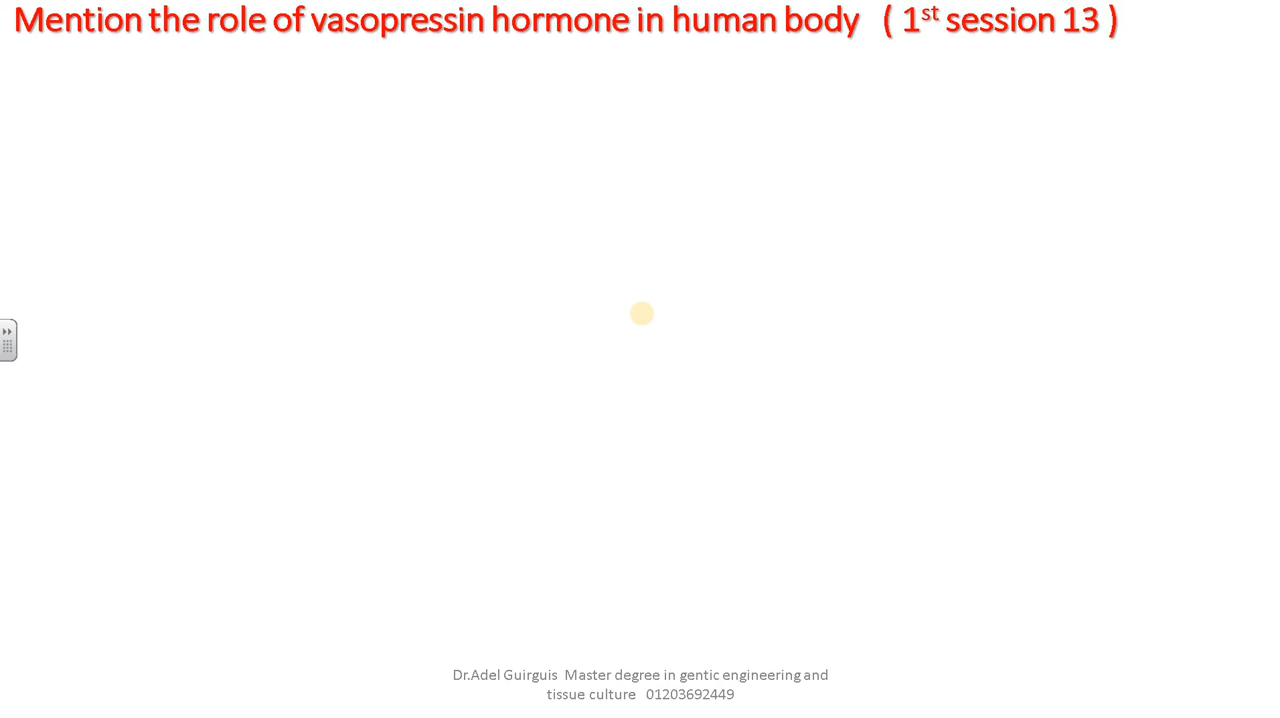 Mention the role of vasopressin hormone in human body ( 1st session 13 )
Dr.Adel Guirguis Master degree in gentic engineering and
tissue culture 01203692449